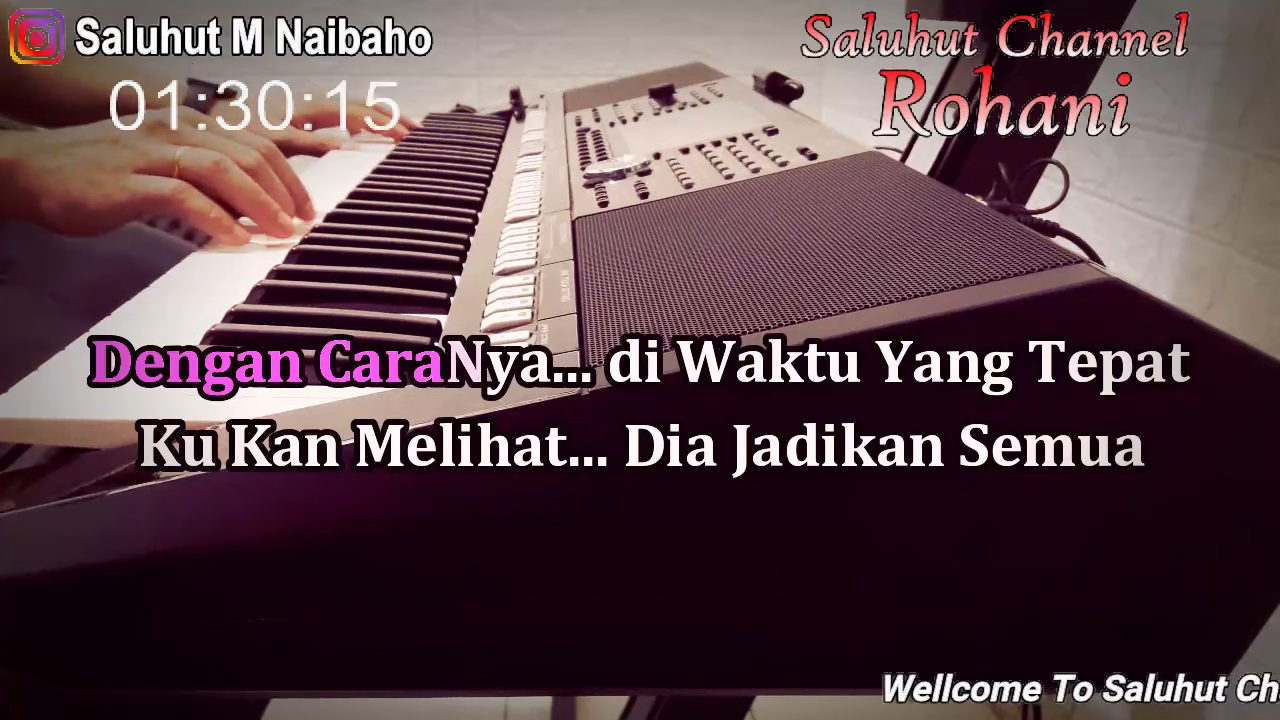 Saluhut M Naibaho
Saluhut Channel
01:30:15
Rohani
Dengan CaraNya... di Waktu Yang Tepat
Ku Kan Melihat... Dia Jadikan Semua
Wellcome To Saluhut Ch